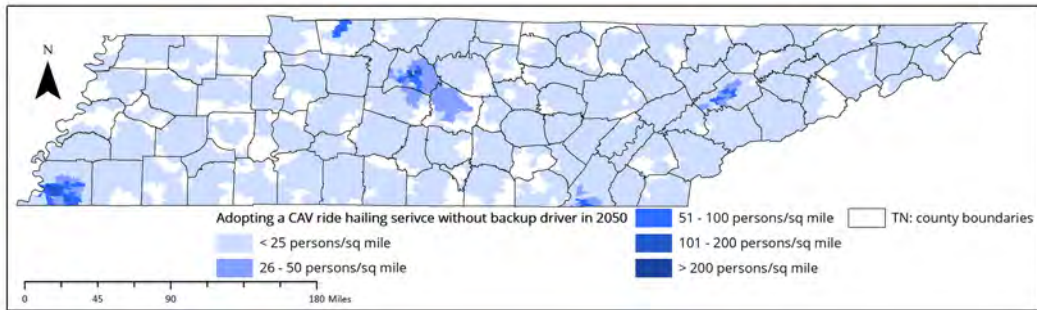 N
Adopting a CAV ride hailing serivce without backup driver in 2050
< 25 persons/sq mile
26 - 50 persons/sq mile
51 - 100 persons/sq mile
101 - 200 persons/sq mile
> 200 persons/sq mile
TN: county boundaries
0 45 90 180 Miles